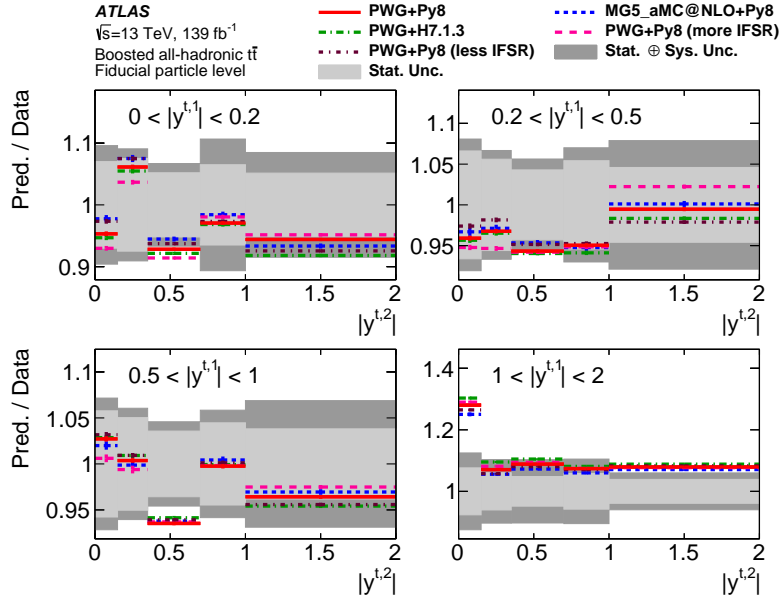 ATLAS
√s=13 TeV, 139 fb⁻¹
Boosted all-hadronic tt̄
Fiducial particle level
PWG+Py8
MG5_aMC@NLO+Py8
PWG+H7.1.3
PWG+Py8 (more IFSR)
PWG+Py8 (less IFSR)
Stat. ⊕ Sys. Unc.
Stat. Unc.
Pred. / Data
0 < |y^{t,1}| < 0.2
1.1
1
0.9
0 0.5 1 1.5 2
|y^{t,2}|
0.2 < |y^{t,1}| < 0.5
1.1
1.05
1
0.95
0 0.5 1 1.5 2
|y^{t,2}|
Pred. / Data
0.5 < |y^{t,1}| < 1
1.1
1.05
1
0.95
0 0.5 1 1.5 2
|y^{t,2}|
1 < |y^{t,1}| < 2
1.4
1.2
1
0 0.5 1 1.5 2
|y^{t,2}|